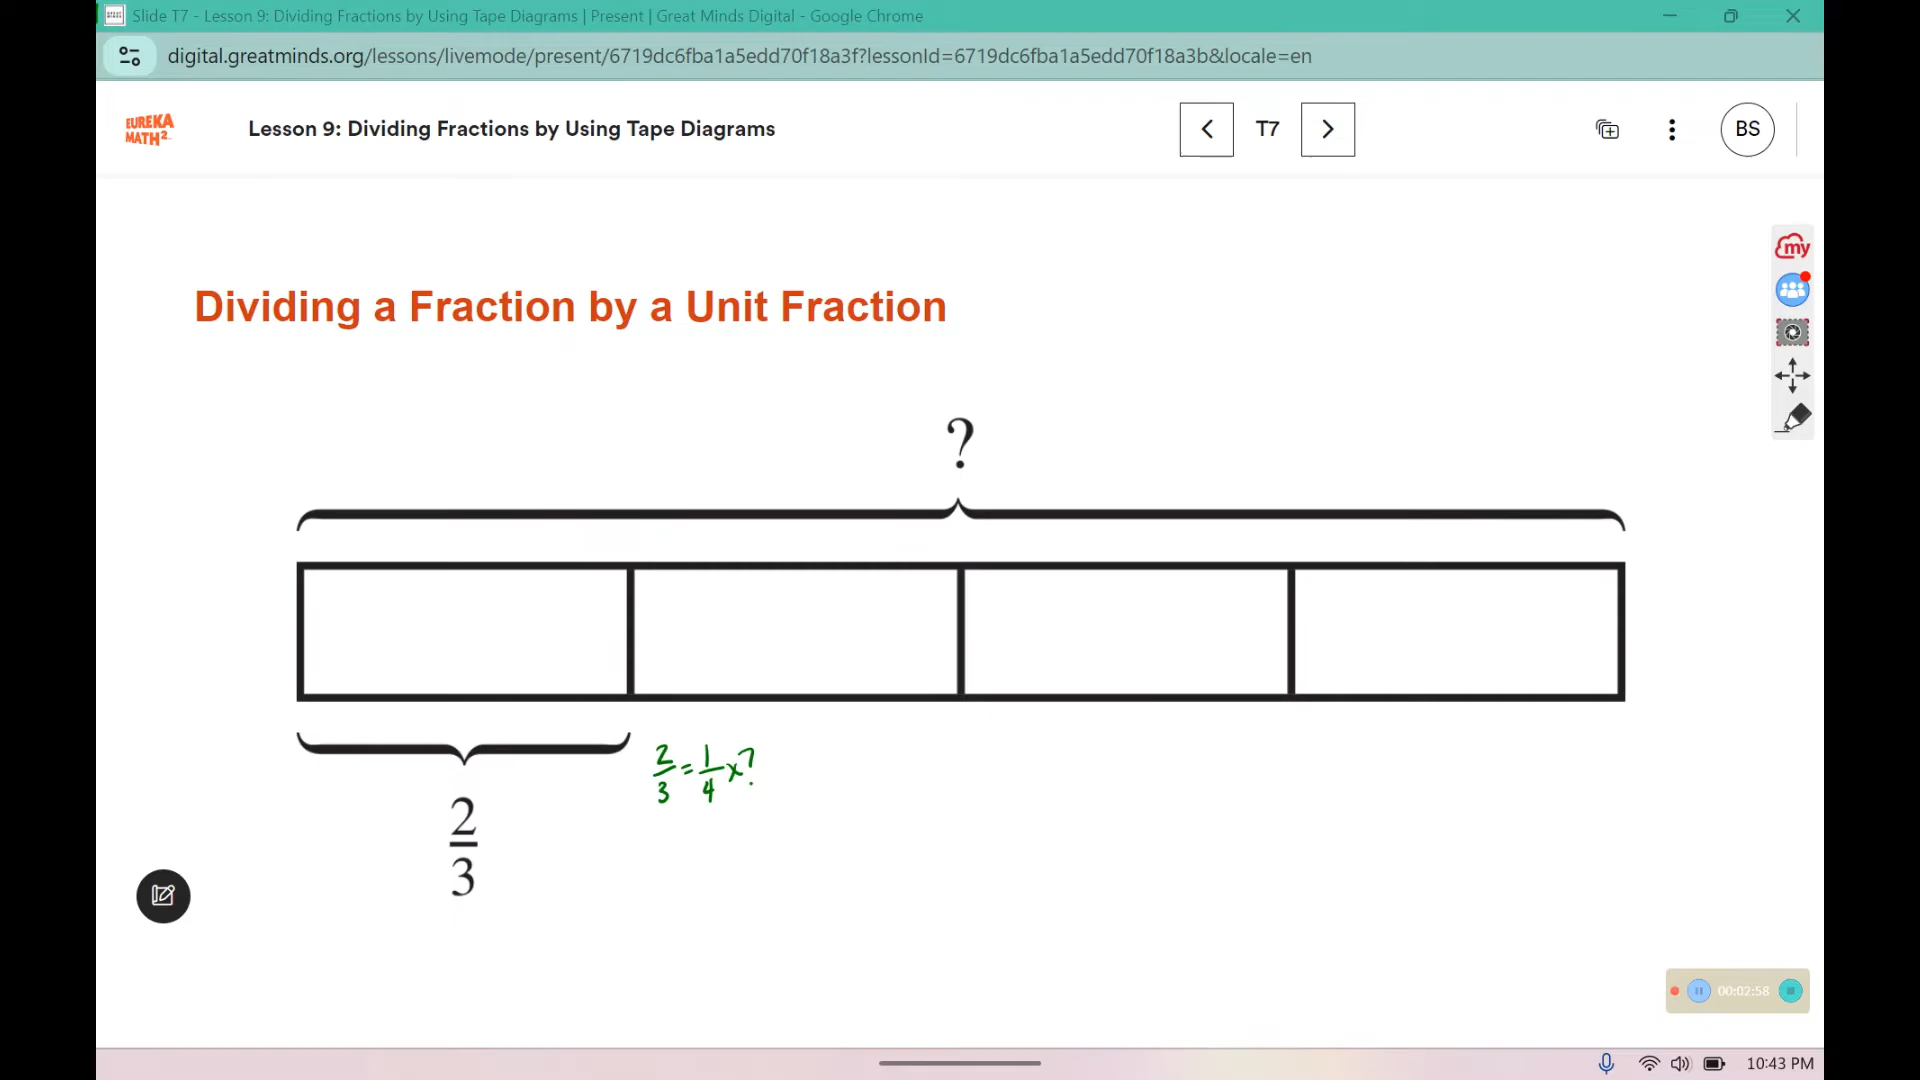 Slide T7 - Lesson 9: Dividing Fractions by Using Tape Diagrams | Present | Great Minds Digital - Google Chrome
digital.greatminds.org/lessons/livemode/present/6719dc6fba1a5edd70f18a3f?lessonId=6719dc6fba1a5edd70f18a3b&locale=en
EUREKA
MATH²
Lesson 9: Dividing Fractions by Using Tape Diagrams
T7
BS
my
Dividing a Fraction by a Unit Fraction
?
2/3 = 1/4 x ?
2/3
00:02:58
10:43 PM